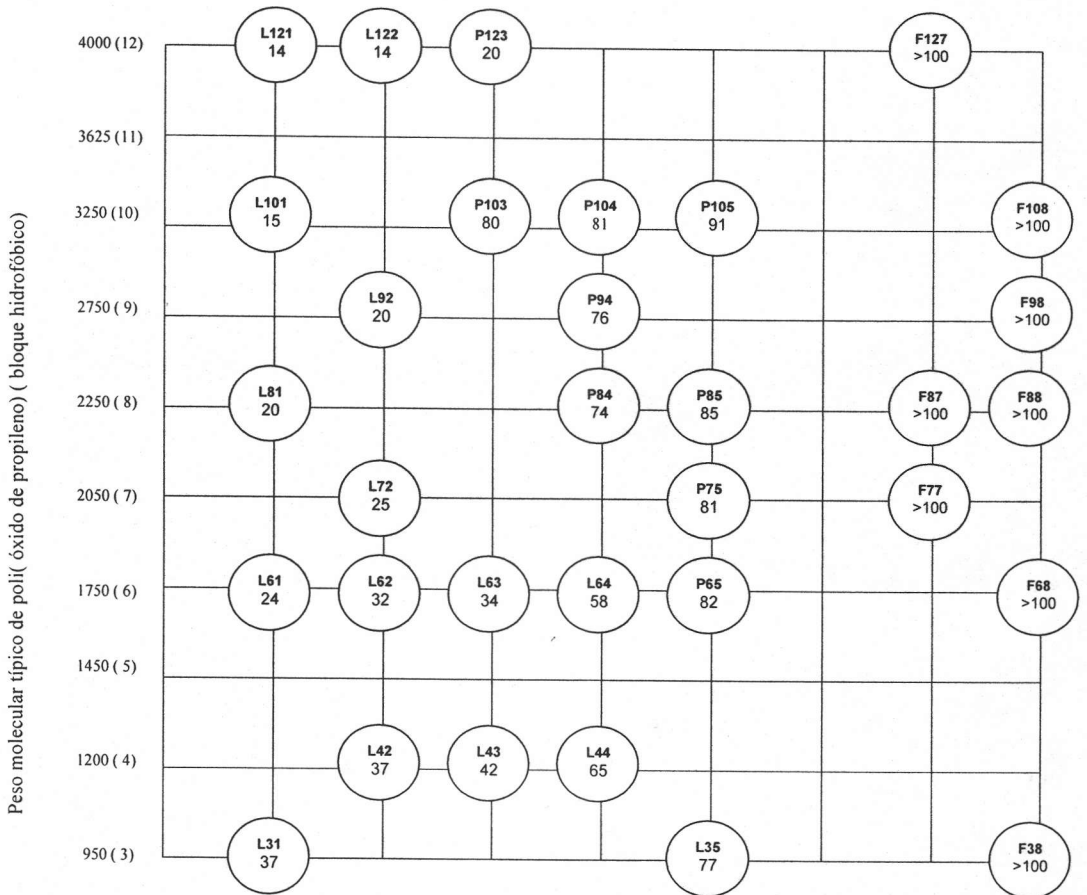 Peso molecular típico de poli( óxido de propileno) ( bloque hidrofóbico)
4000 (12)
L121
14
L122
14
P123
20
F127
>100
3625 (11)
3250 (10)
L101
15
P103
80
P104
81
P105
91
F108
>100
2750 ( 9)
L92
20
P94
76
F98
>100
2250 ( 8)
L81
20
P84
74
P85
85
F87
>100
F88
>100
2050 ( 7)
L72
25
P75
81
F77
>100
1750 ( 6)
L61
24
L62
32
L63
34
L64
58
P65
82
F68
>100
1450 ( 5)
1200 ( 4)
L42
37
L43
42
L44
65
950 ( 3)
L31
37
L35
77
F38
>100